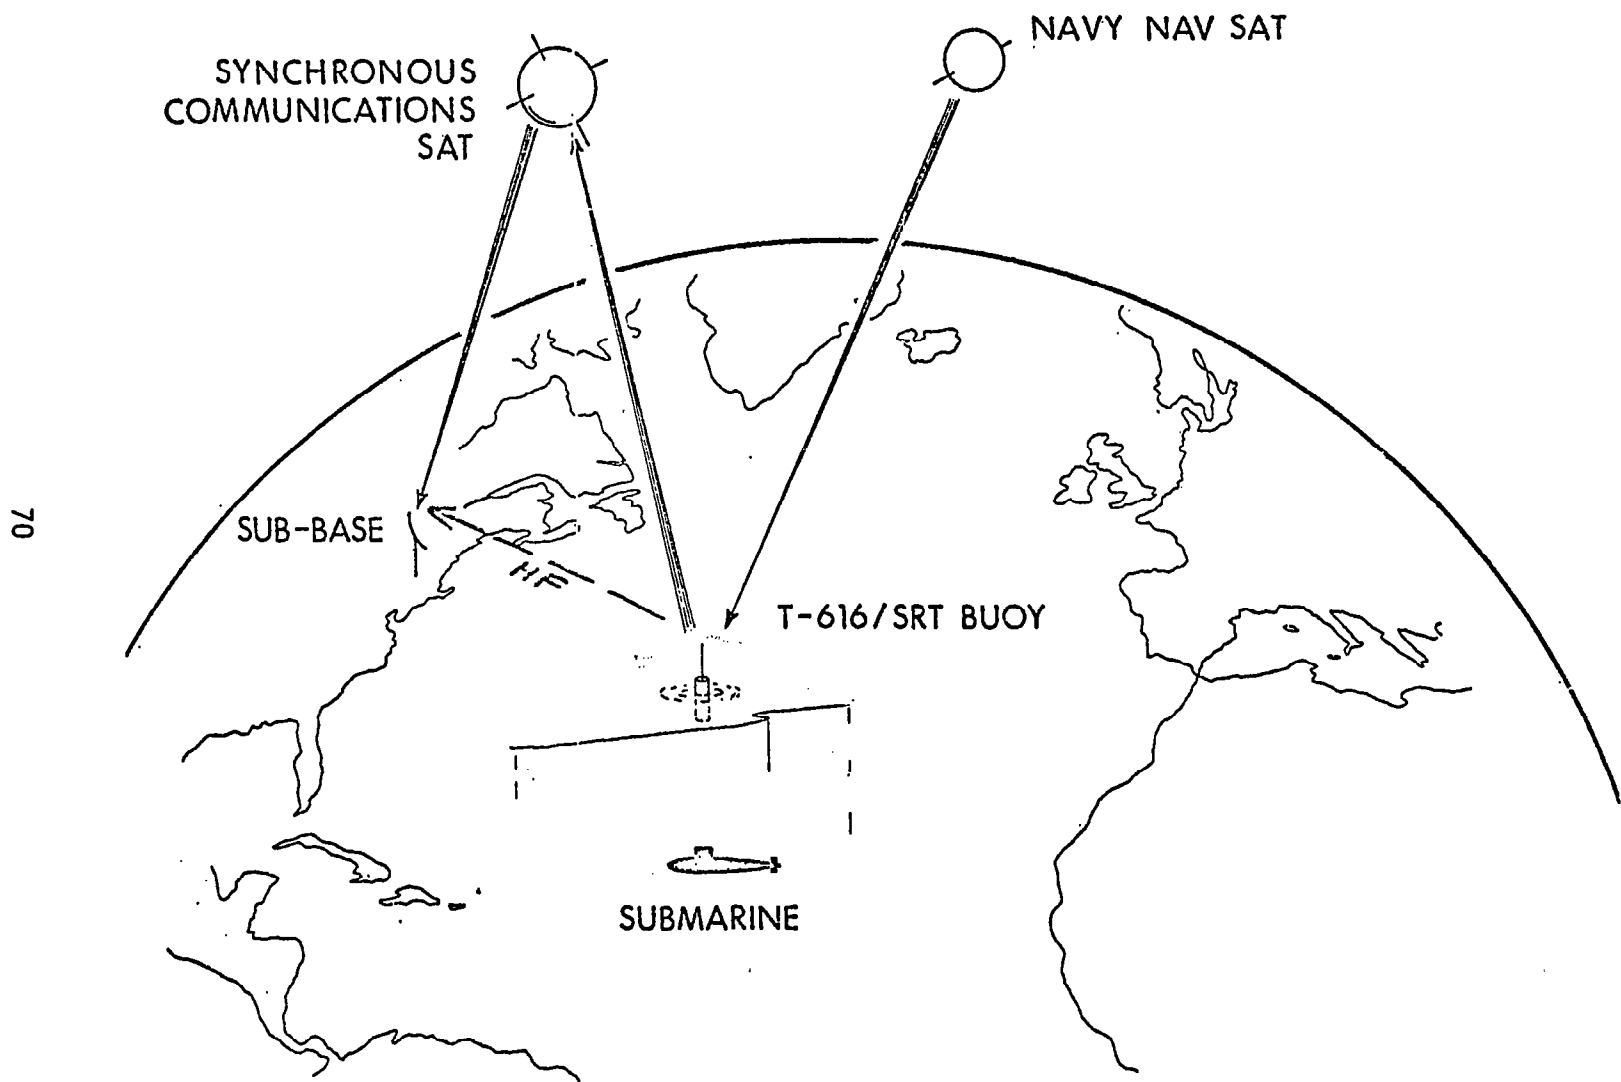 NAVY NAV SAT
SYNCHRONOUS
COMMUNICATIONS
SAT
70
SUB-BASE
HF
T-616/SRT BUOY
SUBMARINE